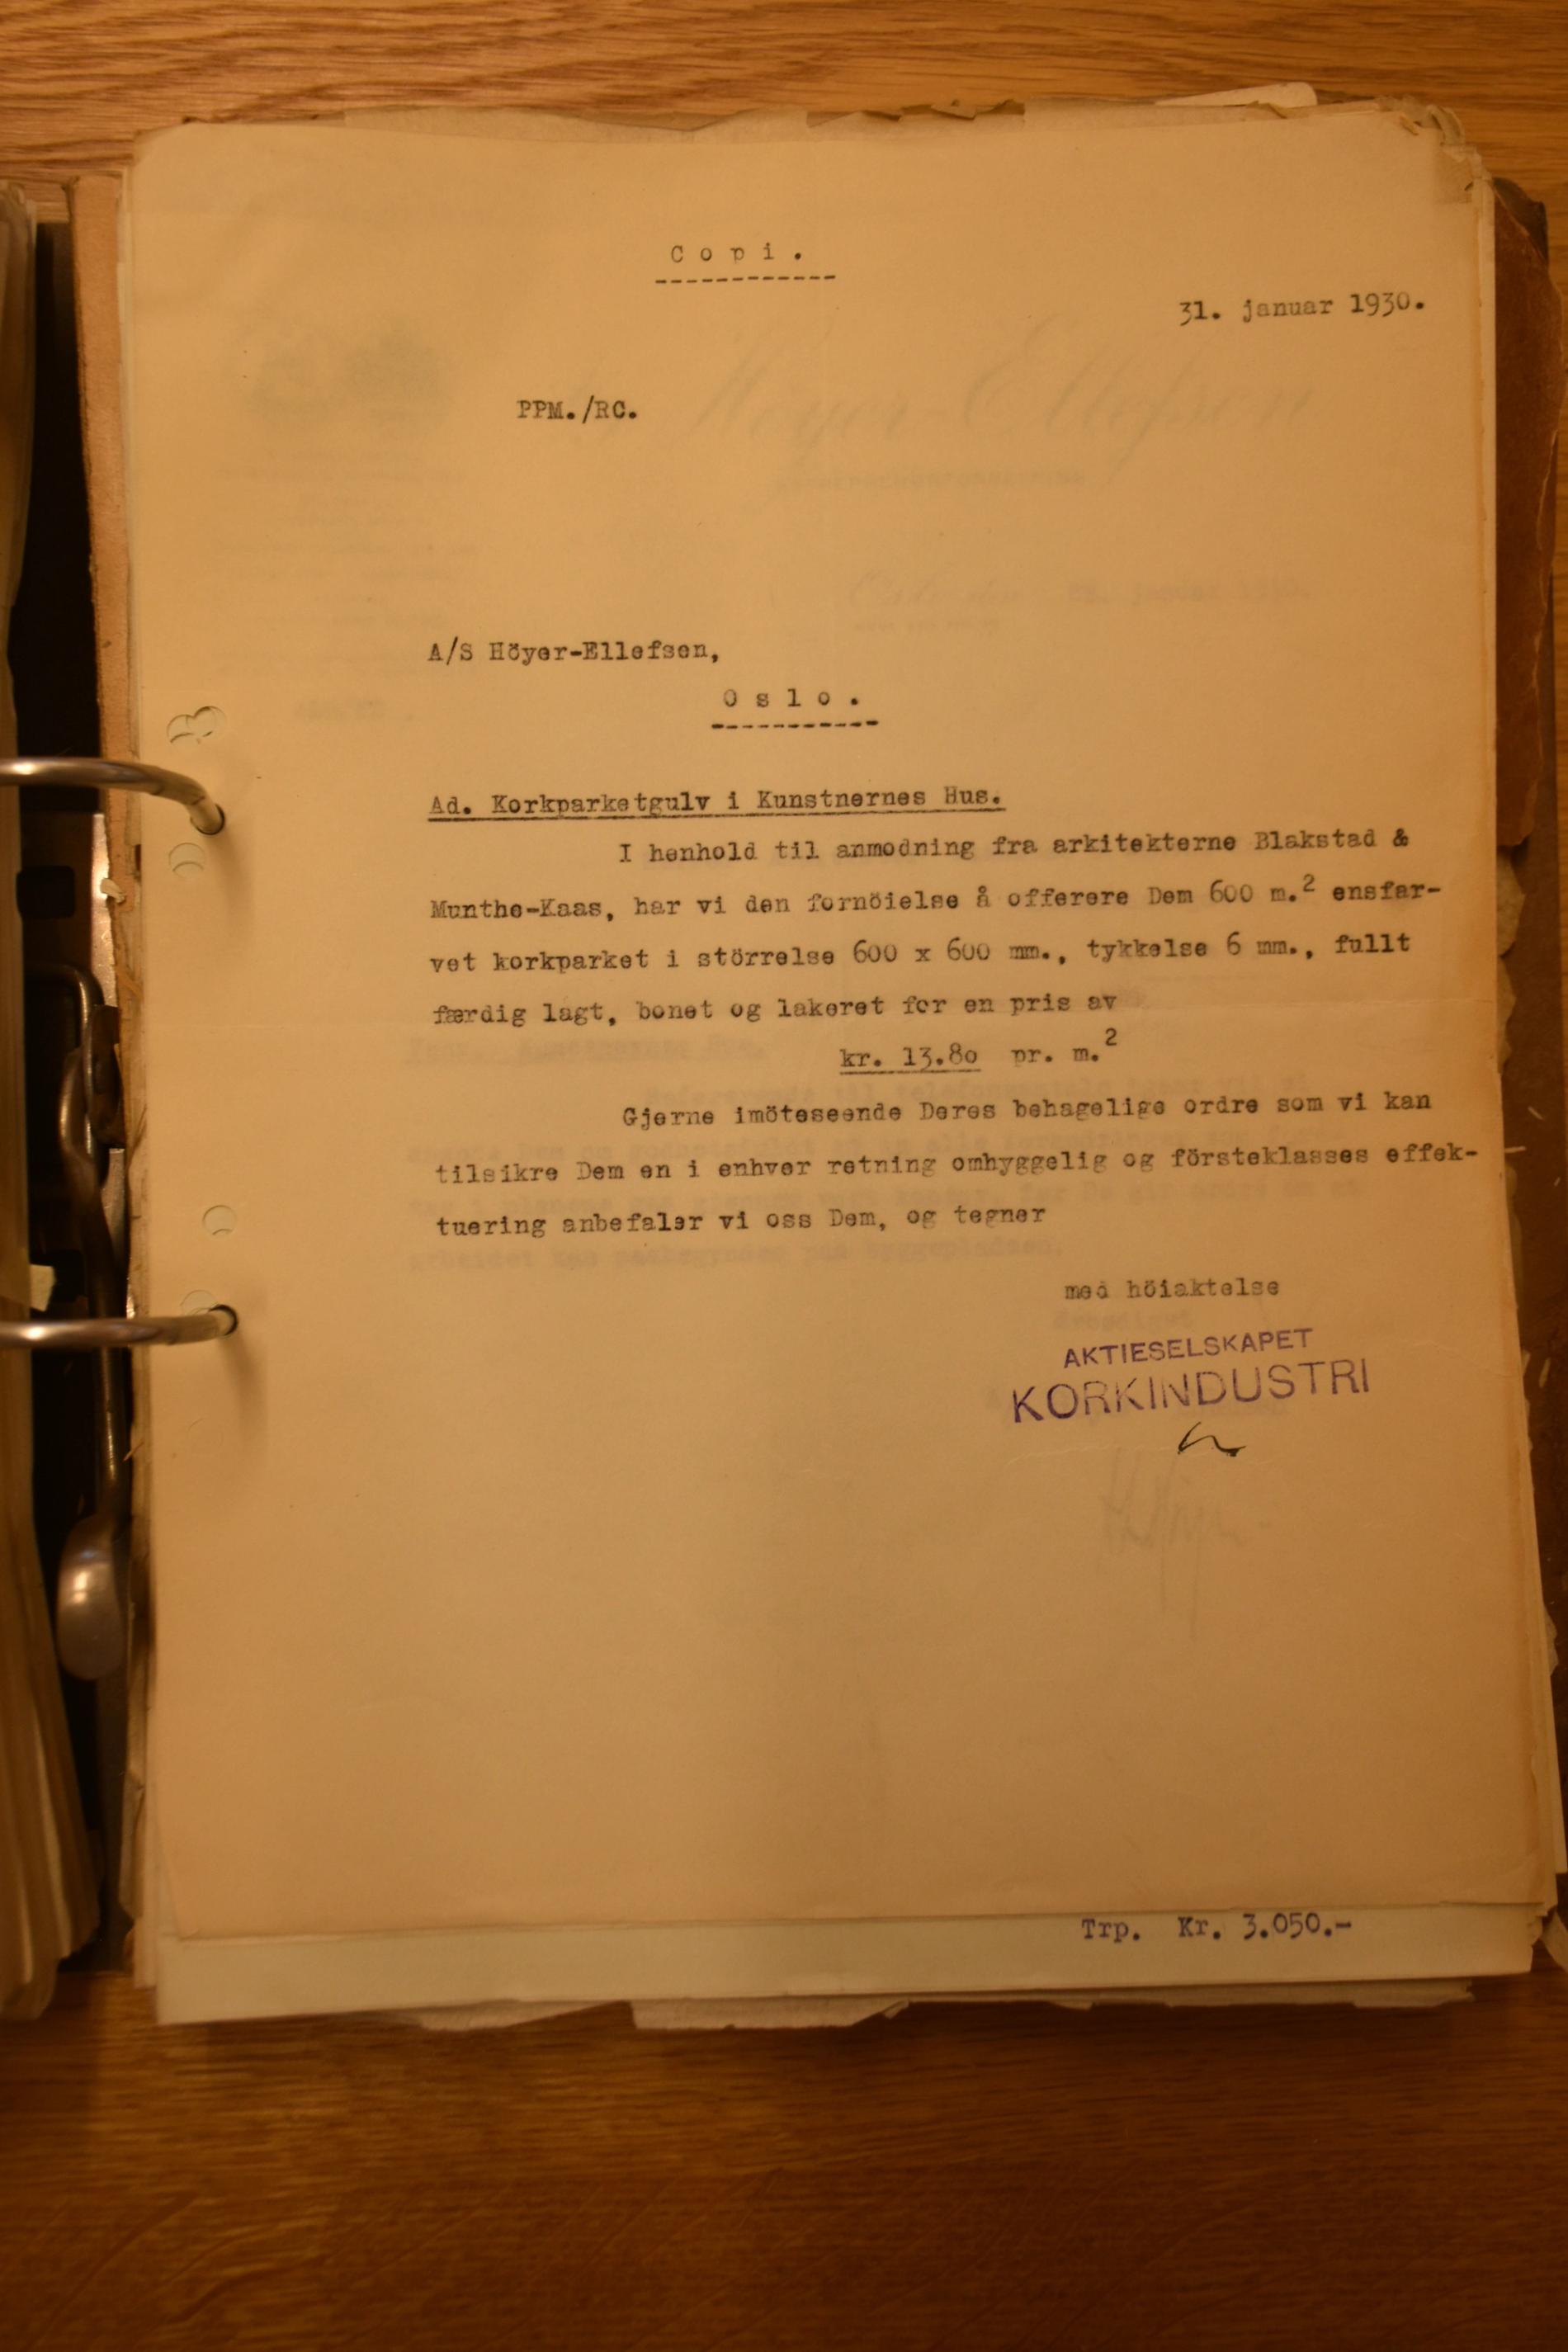 Copi.
31. januar 1930.
PPM./RC.
A/S Höyer-Ellefsen,
Oslo.
Ad. Korkparketgulv i Kunstnernes Hus.
I henhold til anmodning fra arkitekterne Blakstad &
Munthe-Kaas, har vi den fornöielse å offerere Dem 600 m.² ensfar-
vet korkparket i störrelse 600 x 600 mm., tykkelse 6 mm., fullt
færdig lagt, bonet og lakeret for en pris av
kr. 13.80 pr. m.²
Gjerne imöteseende Deres behagelige ordre som vi kan
tilsikre Dem en i enhver retning omhyggelig og försteklasses effek-
tuering anbefaler vi oss Dem, og tegner
med höiaktelse
AKTIESELSKAPET
KORKINDUSTRI
Trp. Kr. 3.050.-